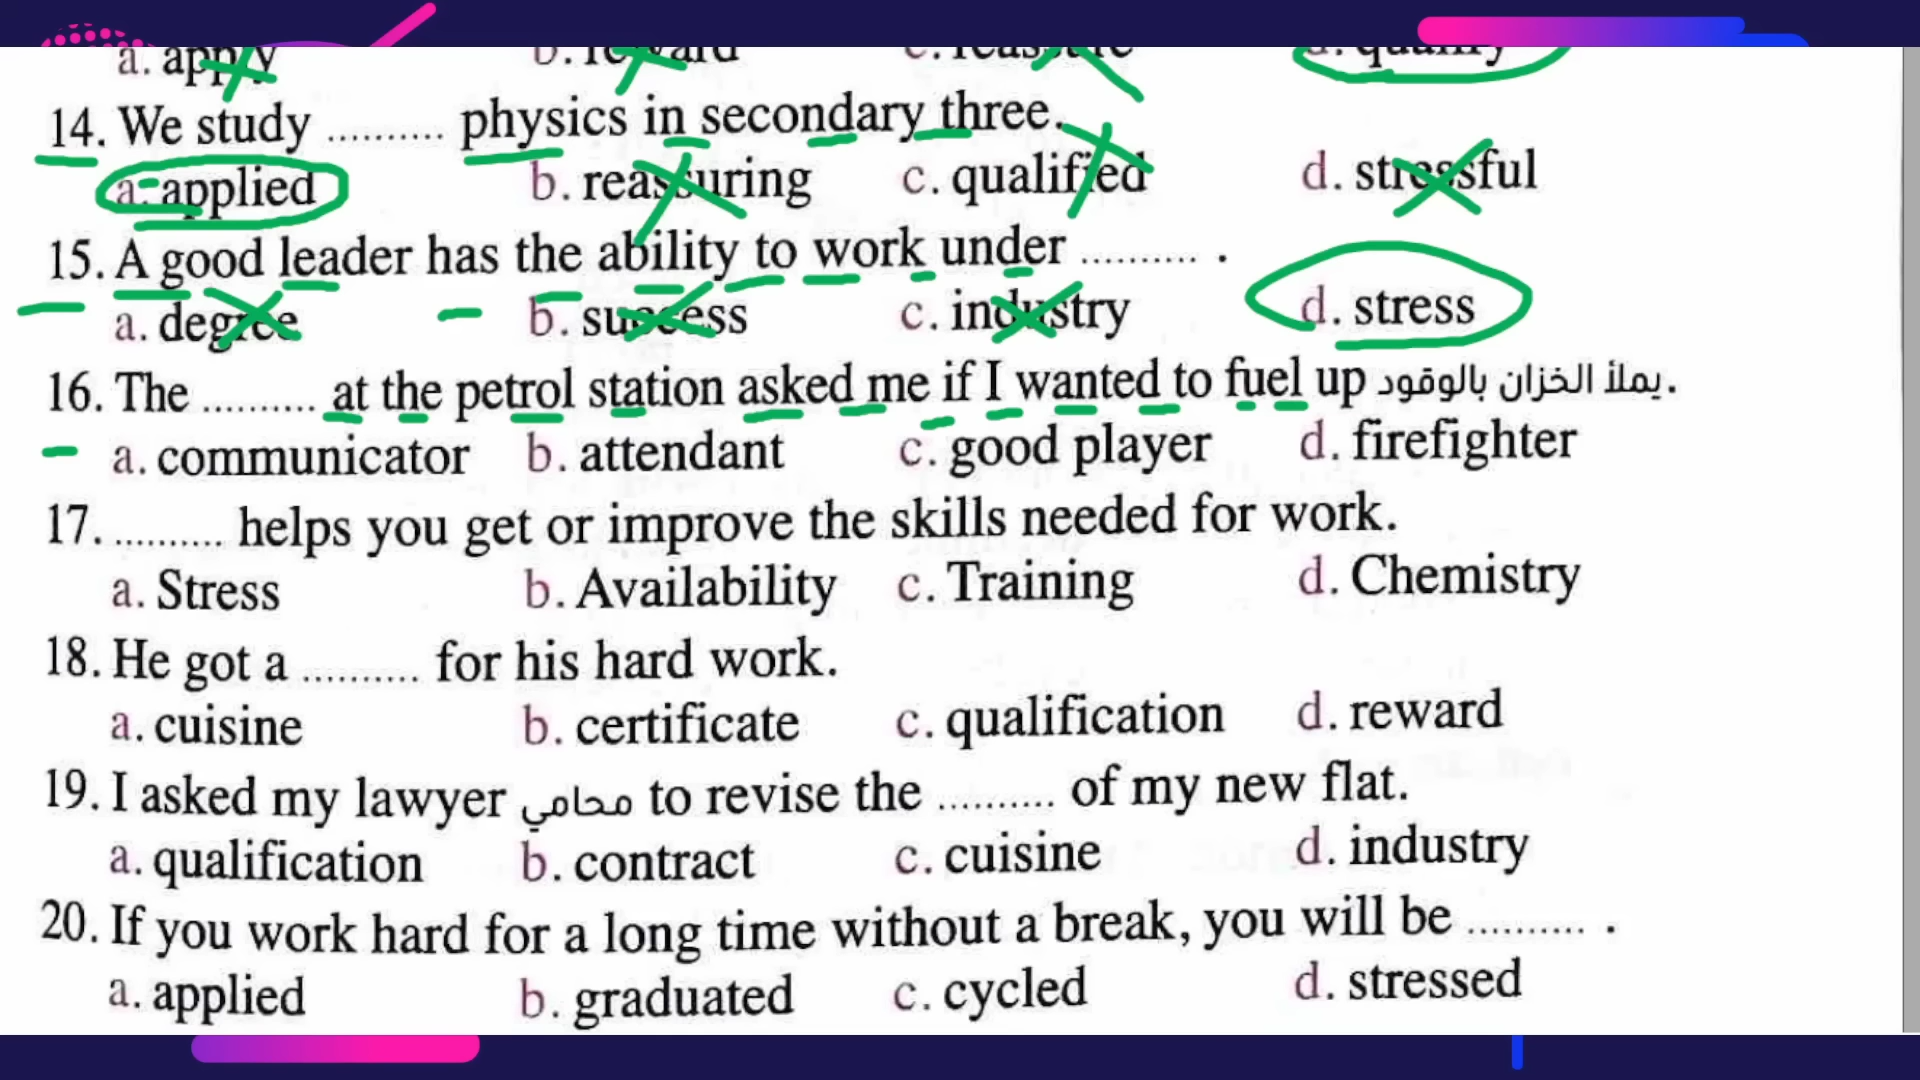 a. apply b. reward c. reassure d. qualify
14. We study .......... physics in secondary three.
a. applied b. reassuring c. qualified d. stressful
15. A good leader has the ability to work under .......... .
a. degree b. success c. industry d. stress
16. The .......... at the petrol station asked me if I wanted to fuel up يملأ الخزان بالوقود.
a. communicator b. attendant c. good player d. firefighter
17. .......... helps you get or improve the skills needed for work.
a. Stress b. Availability c. Training d. Chemistry
18. He got a .......... for his hard work.
a. cuisine b. certificate c. qualification d. reward
19. I asked my lawyer محامي to revise the .......... of my new flat.
a. qualification b. contract c. cuisine d. industry
20. If you work hard for a long time without a break, you will be .......... .
a. applied b. graduated c. cycled d. stressed